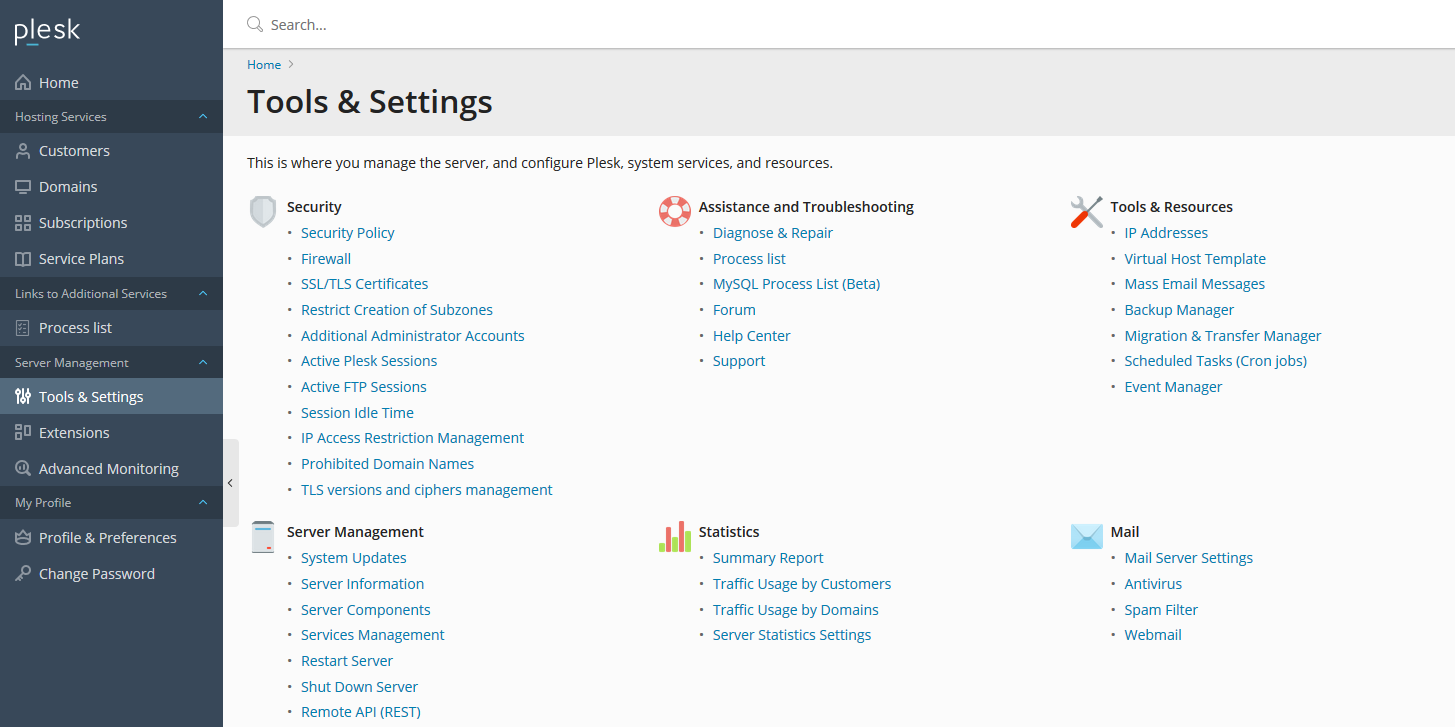 plesk
Home
Hosting Services
Customers
Domains
Subscriptions
Service Plans
Links to Additional Services
Process list
Server Management
Tools & Settings
Extensions
Advanced Monitoring
My Profile
Profile & Preferences
Change Password
Search...
Home
Tools & Settings
This is where you manage the server, and configure Plesk, system services, and resources.
Security
Security Policy
Firewall
SSL/TLS Certificates
Restrict Creation of Subzones
Additional Administrator Accounts
Active Plesk Sessions
Active FTP Sessions
Session Idle Time
IP Access Restriction Management
Prohibited Domain Names
TLS versions and ciphers management
Assistance and Troubleshooting
Diagnose & Repair
Process list
MySQL Process List (Beta)
Forum
Help Center
Support
Tools & Resources
IP Addresses
Virtual Host Template
Mass Email Messages
Backup Manager
Migration & Transfer Manager
Scheduled Tasks (Cron jobs)
Event Manager
Server Management
System Updates
Server Information
Server Components
Services Management
Restart Server
Shut Down Server
Remote API (REST)
Statistics
Summary Report
Traffic Usage by Customers
Traffic Usage by Domains
Server Statistics Settings
Mail
Mail Server Settings
Antivirus
Spam Filter
Webmail